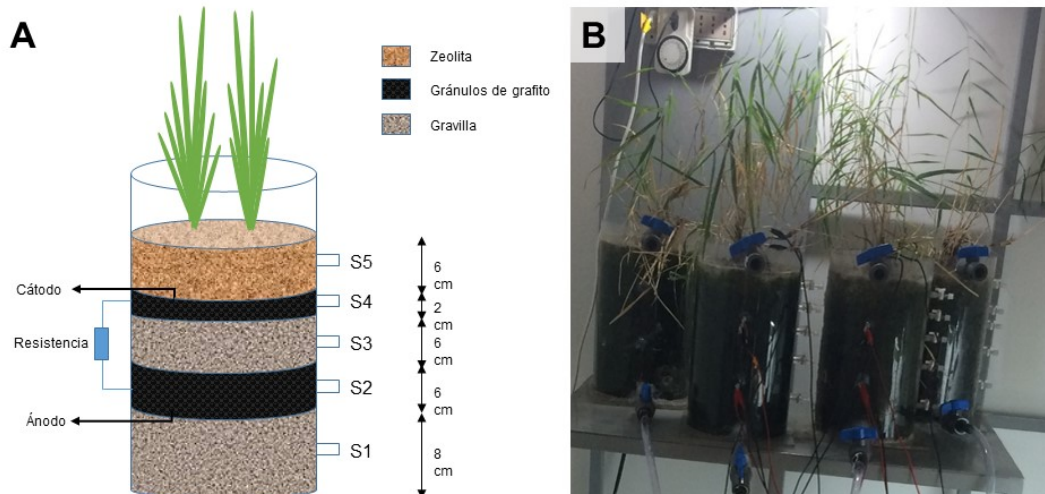 A
Zeolita
Gránulos de grafito
Gravilla
S5
6
cm
Cátodo
S4
2
cm
Resistencia
S3
6
cm
S2
6
cm
Ánodo
S1
8
cm
B